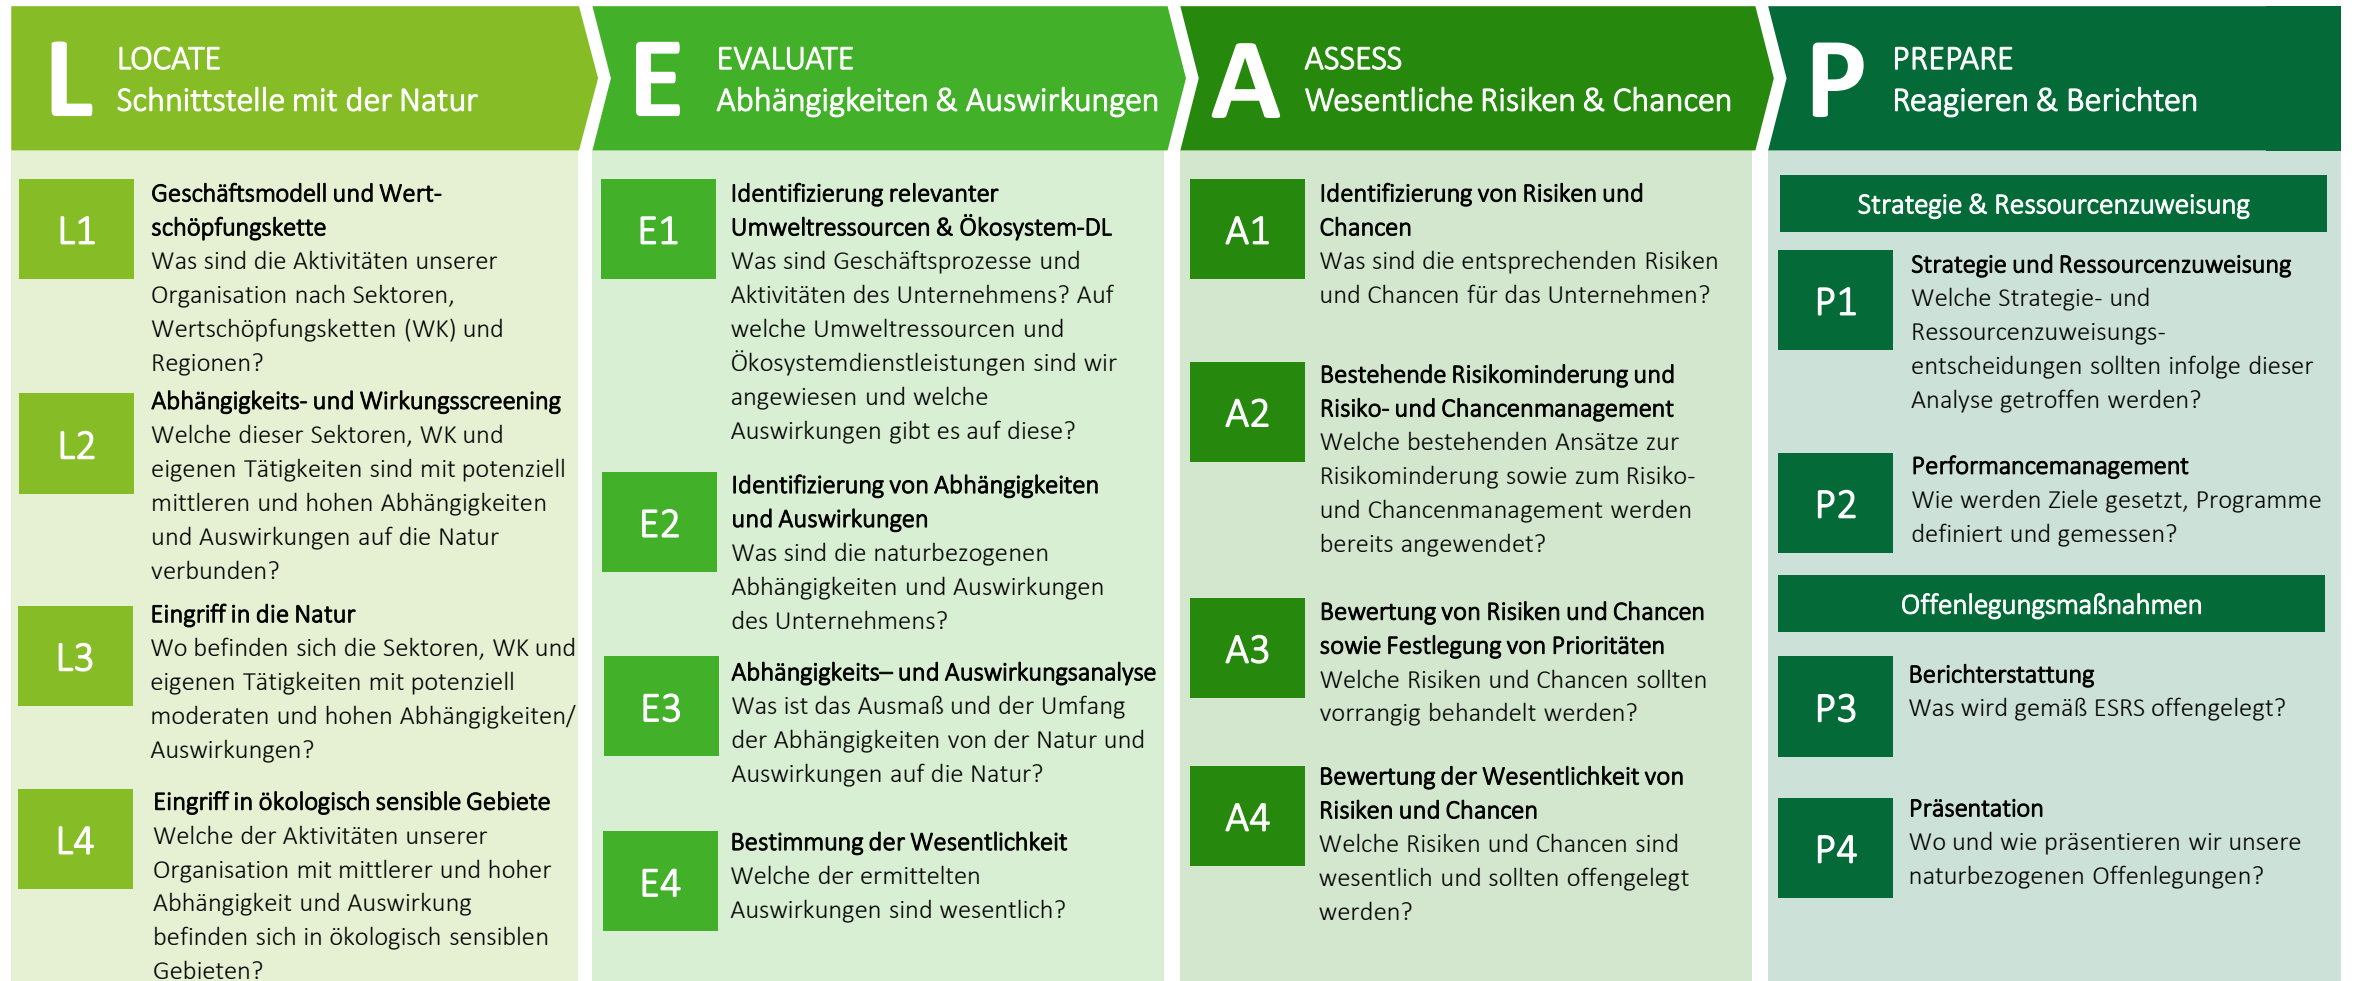 L
LOCATE
Schnittstelle mit der Natur
L1
Geschäftsmodell und Wert-
schöpfungskette
Was sind die Aktivitäten unserer
Organisation nach Sektoren,
Wertschöpfungsketten (WK) und
Regionen?
L2
Abhängigkeits- und Wirkungsscreening
Welche dieser Sektoren, WK und
eigenen Tätigkeiten sind mit potenziell
mittleren und hohen Abhängigkeiten
und Auswirkungen auf die Natur
verbunden?
L3
Eingriff in die Natur
Wo befinden sich die Sektoren, WK und
eigenen Tätigkeiten mit potenziell
moderaten und hohen Abhängigkeiten/
Auswirkungen?
L4
Eingriff in ökologisch sensible Gebiete
Welche der Aktivitäten unserer
Organisation mit mittlerer und hoher
Abhängigkeit und Auswirkung
befinden sich in ökologisch sensiblen
Gebieten?
E
EVALUATE
Abhängigkeiten & Auswirkungen
E1
Identifizierung relevanter
Umweltressourcen & Ökosystem-DL
Was sind Geschäftsprozesse und
Aktivitäten des Unternehmens? Auf
welche Umweltressourcen und
Ökosystemdienstleistungen sind wir
angewiesen und welche
Auswirkungen gibt es auf diese?
E2
Identifizierung von Abhängigkeiten
und Auswirkungen
Was sind die naturbezogenen
Abhängigkeiten und Auswirkungen
des Unternehmens?
E3
Abhängigkeits– und Auswirkungsanalyse
Was ist das Ausmaß und der Umfang
der Abhängigkeiten von der Natur und
Auswirkungen auf die Natur?
E4
Bestimmung der Wesentlichkeit
Welche der ermittelten
Auswirkungen sind wesentlich?
A
ASSESS
Wesentliche Risiken & Chancen
A1
Identifizierung von Risiken und
Chancen
Was sind die entsprechenden Risiken
und Chancen für das Unternehmen?
A2
Bestehende Risikominderung und
Risiko- und Chancenmanagement
Welche bestehenden Ansätze zur
Risikominderung sowie zum Risiko-
und Chancenmanagement werden
bereits angewendet?
A3
Bewertung von Risiken und Chancen
sowie Festlegung von Prioritäten
Welche Risiken und Chancen sollten
vorrangig behandelt werden?
A4
Bewertung der Wesentlichkeit von
Risiken und Chancen
Welche Risiken und Chancen sind
wesentlich und sollten offengelegt
werden?
P
PREPARE
Reagieren & Berichten
Strategie & Ressourcenzuweisung
P1
Strategie und Ressourcenzuweisung
Welche Strategie- und
Ressourcenzuweisungs-
entscheidungen sollten infolge dieser
Analyse getroffen werden?
P2
Performancemanagement
Wie werden Ziele gesetzt, Programme
definiert und gemessen?
Offenlegungsmaßnahmen
P3
Berichterstattung
Was wird gemäß ESRS offengelegt?
P4
Präsentation
Wo und wie präsentieren wir unsere
naturbezogenen Offenlegungen?